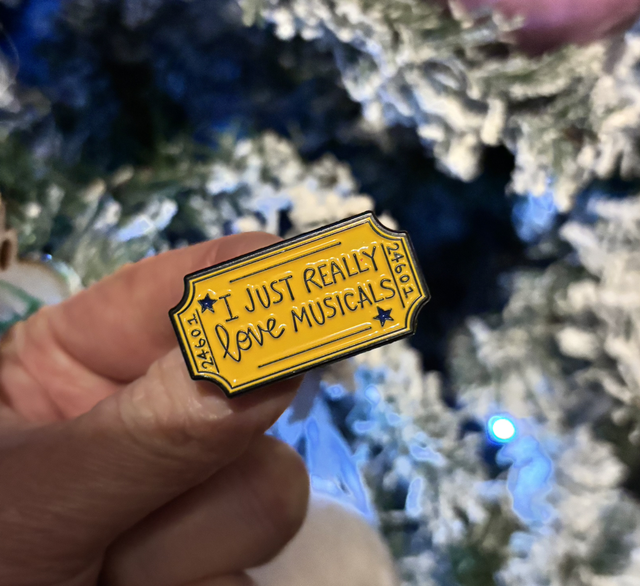 I JUST REALLY
love MUSICALS
24601
24601